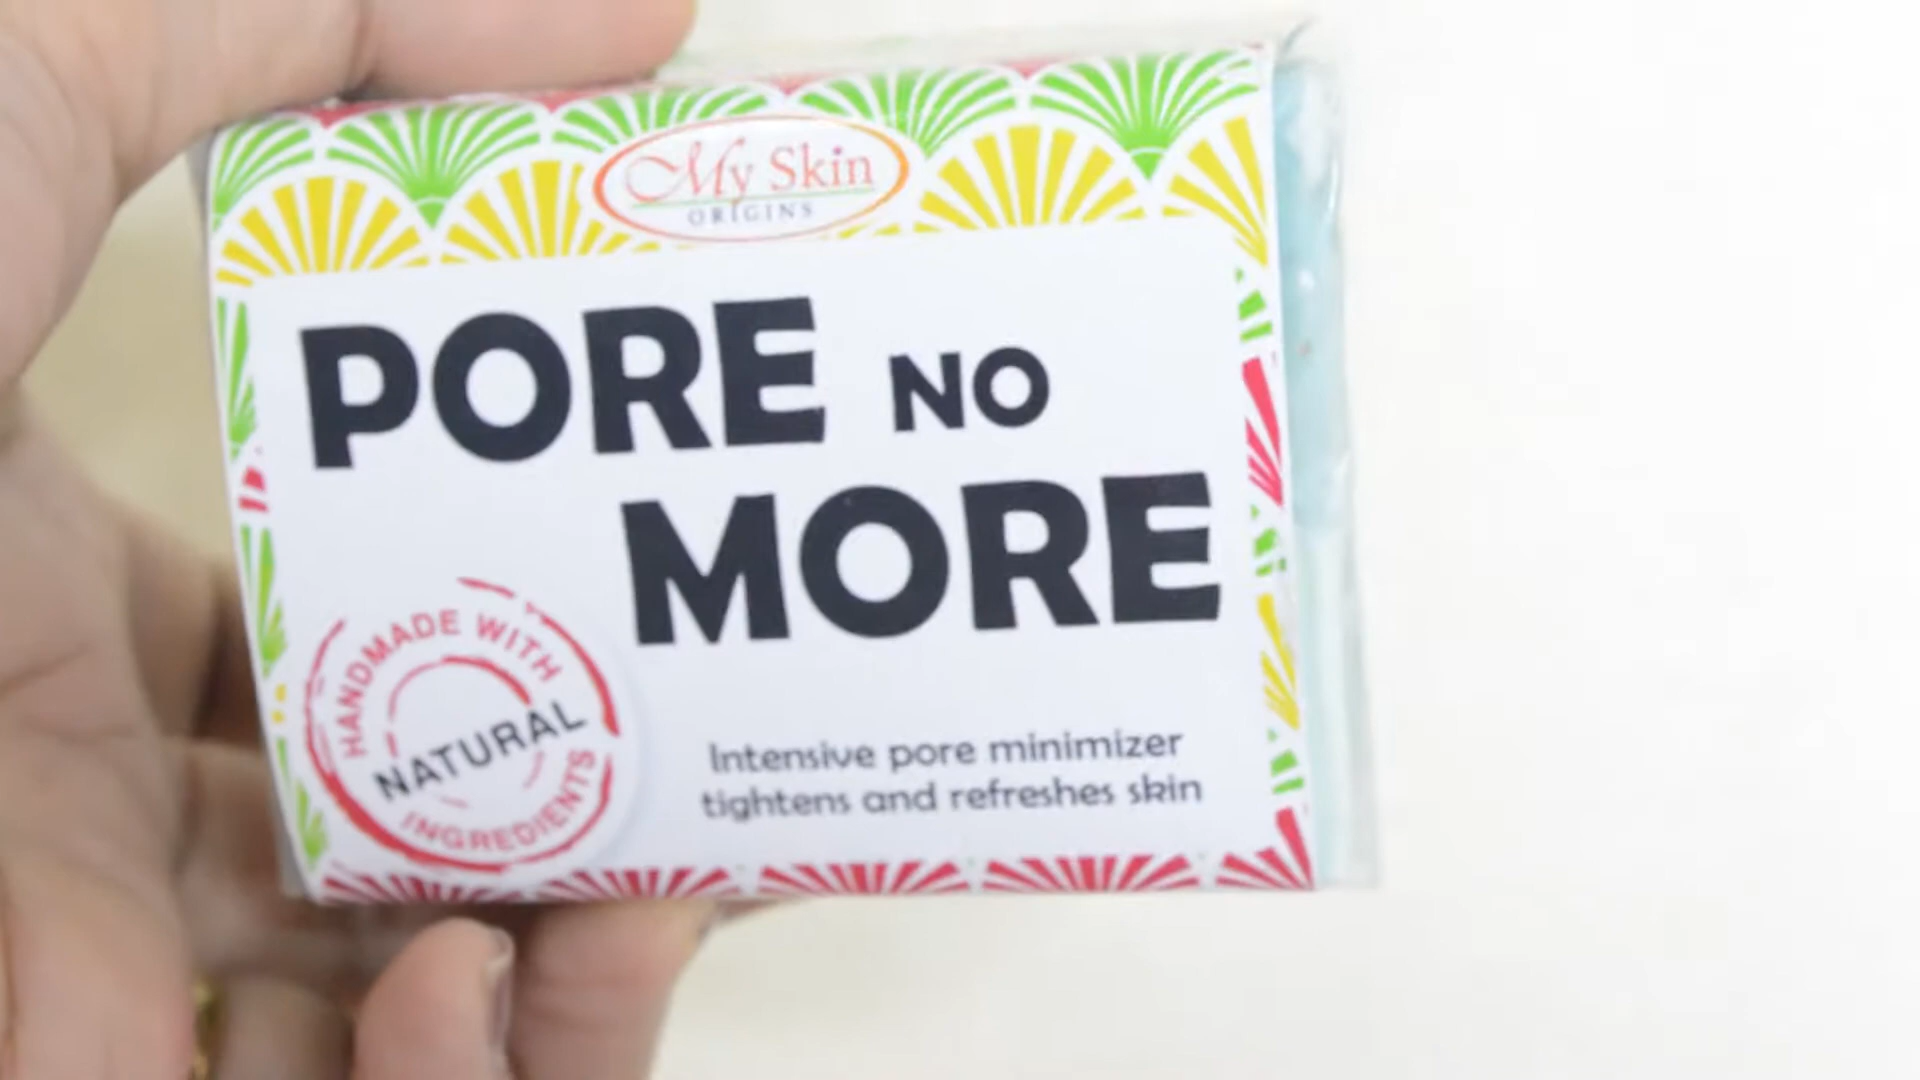 My Skin
ORIGINS
PORE NO
MORE
HANDMADE WITH
NATURAL
INGREDIENTS
Intensive pore minimizer
tightens and refreshes skin